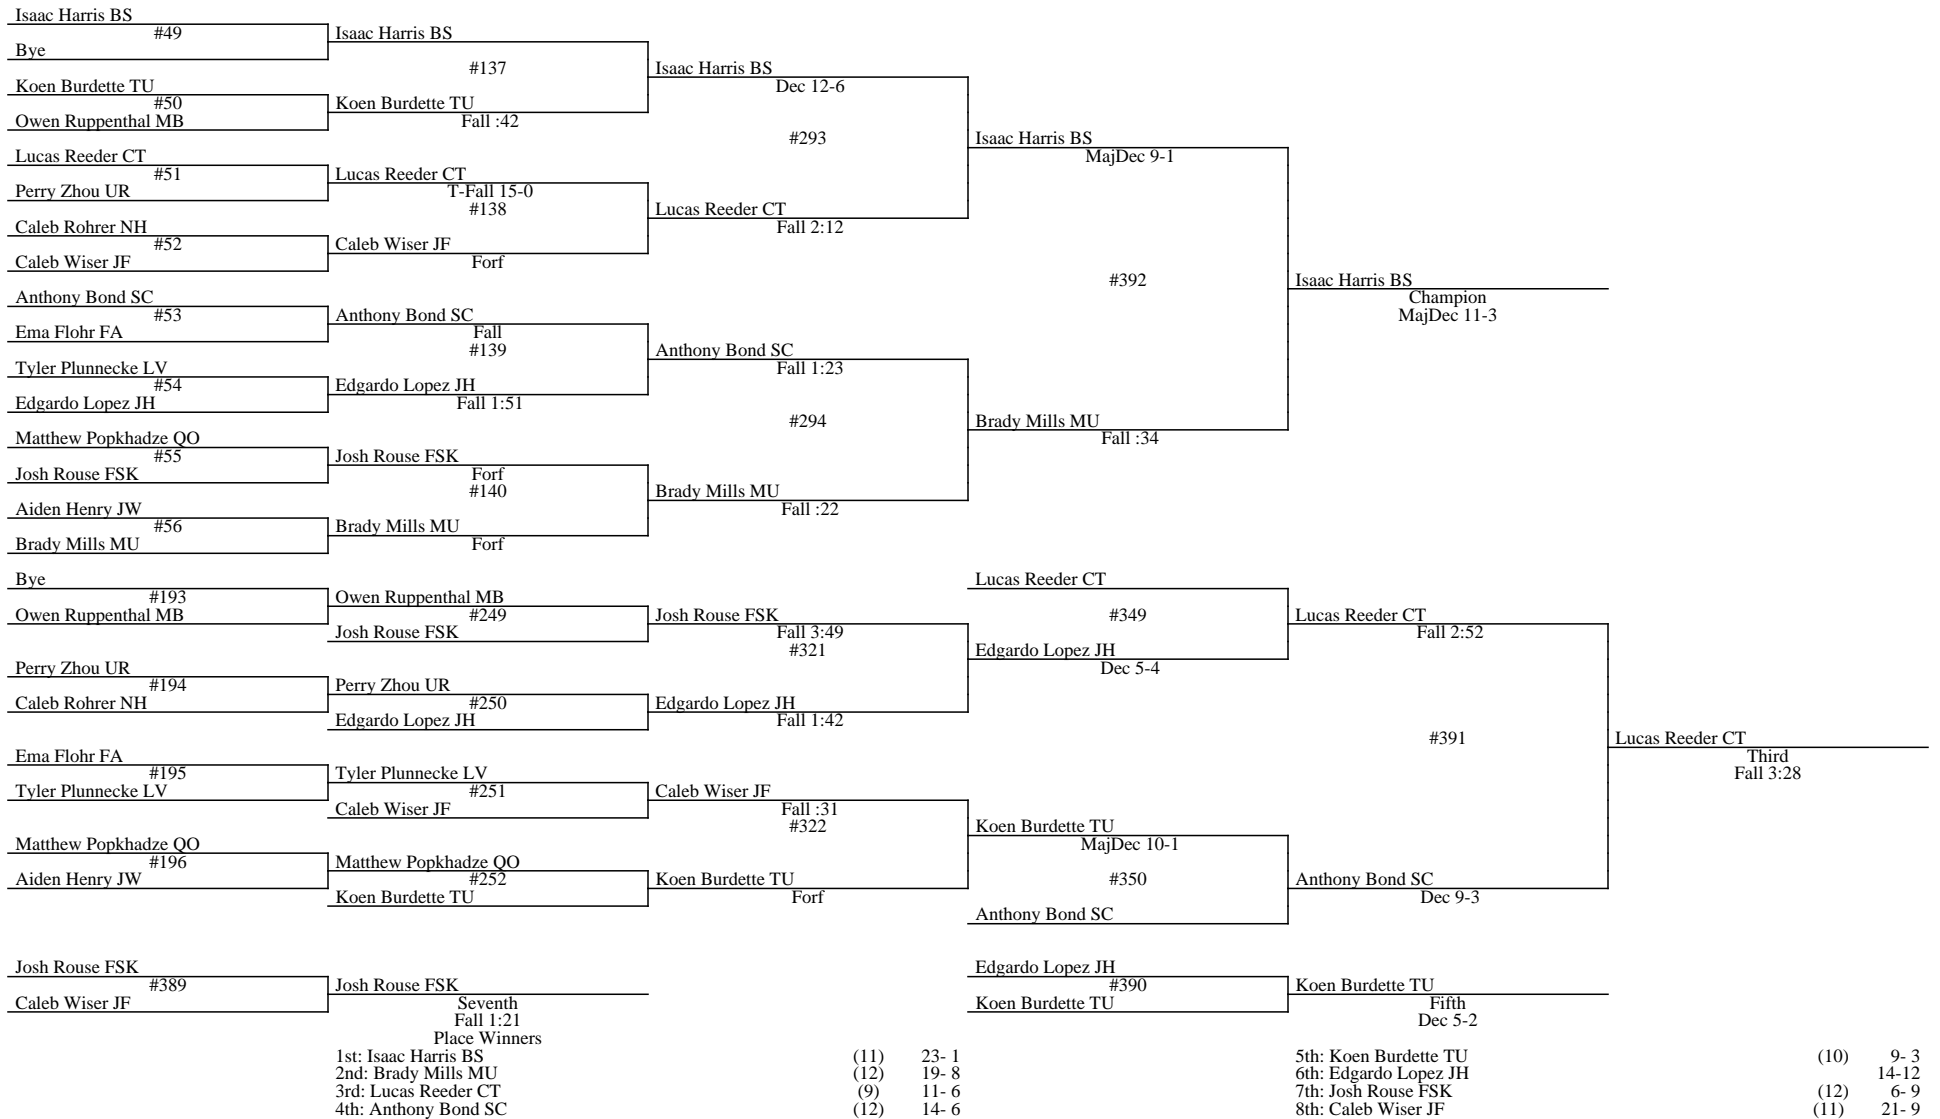 Isaac Harris BS
#49
Bye
Isaac Harris BS
#137
Koen Burdette TU
#50
Owen Ruppenthal MB
Koen Burdette TU
Fall :42
Isaac Harris BS
Dec 12-6
#293
Lucas Reeder CT
#51
Perry Zhou UR
Lucas Reeder CT
T-Fall 15-0
#138
Caleb Rohrer NH
#52
Caleb Wiser JF
Caleb Wiser JF
Forf
Lucas Reeder CT
Fall 2:12
Isaac Harris BS
MajDec 9-1
#392
Anthony Bond SC
#53
Ema Flohr FA
Anthony Bond SC
Fall
#139
Tyler Plunnecke LV
#54
Edgardo Lopez JH
Edgardo Lopez JH
Fall 1:51
Anthony Bond SC
Fall 1:23
#294
Matthew Popkhadze QO
#55
Josh Rouse FSK
Josh Rouse FSK
Forf
#140
Aiden Henry JW
#56
Brady Mills MU
Brady Mills MU
Forf
Brady Mills MU
Fall :22
Brady Mills MU
Fall :34
Isaac Harris BS
Champion
MajDec 11-3
Bye
#193
Owen Ruppenthal MB
Owen Ruppenthal MB
#249
Josh Rouse FSK
Josh Rouse FSK
Fall 3:49
#321
Perry Zhou UR
#194
Caleb Rohrer NH
Perry Zhou UR
#250
Edgardo Lopez JH
Edgardo Lopez JH
Fall 1:42
Lucas Reeder CT
#349
Edgardo Lopez JH
Dec 5-4
Lucas Reeder CT
Fall 2:52
#391
Ema Flohr FA
#195
Tyler Plunnecke LV
Tyler Plunnecke LV
#251
Caleb Wiser JF
Caleb Wiser JF
Fall :31
#322
Matthew Popkhadze QO
#196
Aiden Henry JW
Matthew Popkhadze QO
#252
Koen Burdette TU
Koen Burdette TU
Forf
Koen Burdette TU
MajDec 10-1
#350
Anthony Bond SC
Anthony Bond SC
Dec 9-3
Lucas Reeder CT
Third
Fall 3:28
Josh Rouse FSK
#389
Caleb Wiser JF
Josh Rouse FSK
Seventh
Fall 1:21
Edgardo Lopez JH
#390
Koen Burdette TU
Koen Burdette TU
Fifth
Dec 5-2
Place Winners
1st: Isaac Harris BS (11) 23- 1
2nd: Brady Mills MU (12) 19- 8
3rd: Lucas Reeder CT (9) 11- 6
4th: Anthony Bond SC (12) 14- 6
5th: Koen Burdette TU (10) 9- 3
6th: Edgardo Lopez JH 14-12
7th: Josh Rouse FSK (12) 6- 9
8th: Caleb Wiser JF (11) 21- 9